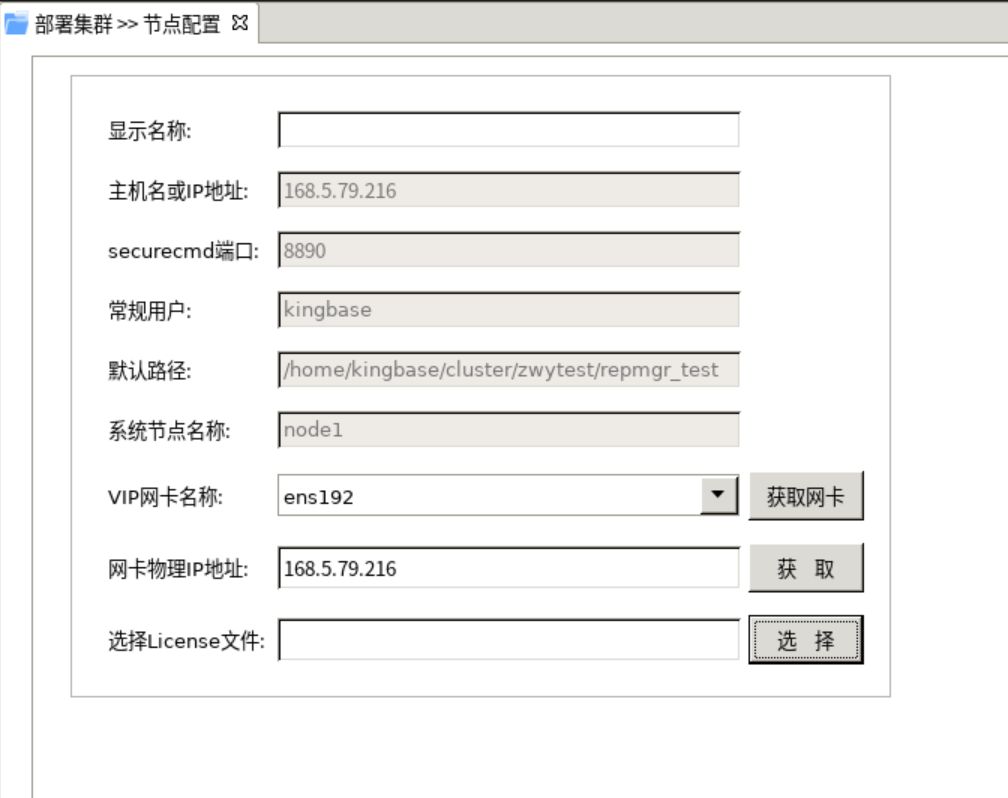 部署集群 >> 节点配置
显示名称:
主机名或IP地址: 168.5.79.216
securecmd端口: 8890
常规用户: kingbase
默认路径: /home/kingbase/cluster/zwytest/repmgr_test
系统节点名称: node1
VIP网卡名称: ens192 获取网卡
网卡物理IP地址: 168.5.79.216 获 取
选择License文件: 选 择